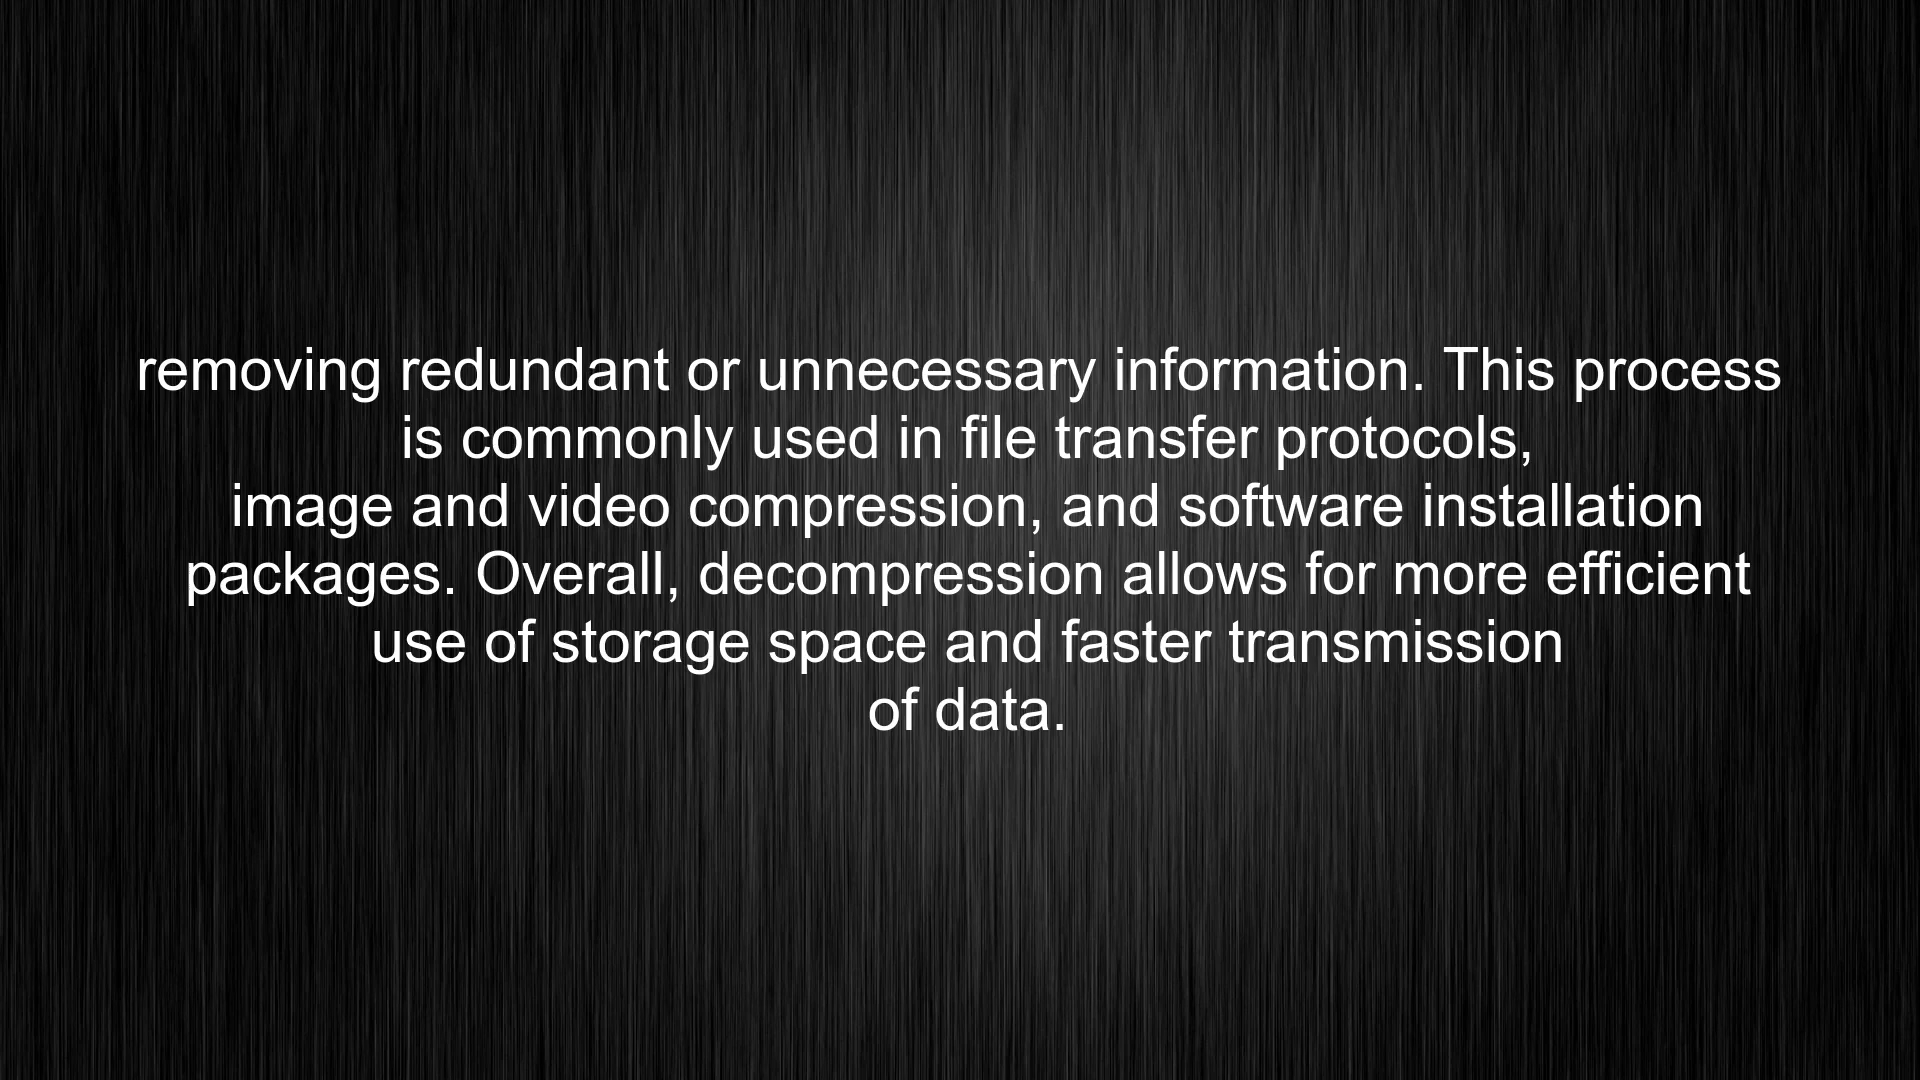 removing redundant or unnecessary information. This process
is commonly used in file transfer protocols,
image and video compression, and software installation
packages. Overall, decompression allows for more efficient
use of storage space and faster transmission
of data.